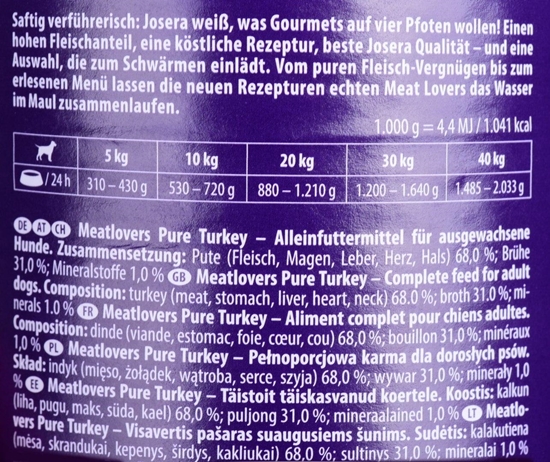 Saftig verführerisch: Josera weiß, was Gourmets auf vier Pfoten wollen! Einen
hohen Fleischanteil, eine köstliche Rezeptur, beste Josera Qualität – und eine
Auswahl, die zum Schwärmen einlädt. Vom puren Fleisch-Vergnügen bis zum
erlesenen Menü lassen die neuen Rezepturen echten Meat Lovers das Wasser
im Maul zusammenlaufen.
1.000 g = 4,4 MJ / 1.041 kcal
5 kg 10 kg 20 kg 30 kg 40 kg
/ 24 h 310 – 430 g 530 – 720 g 880 – 1.210 g 1.200 – 1.640 g 1.485 – 2.033 g
DE AT CH Meatlovers Pure Turkey – Alleinfuttermittel für ausgewachsene
Hunde. Zusammensetzung: Pute (Fleisch, Magen, Leber, Herz, Hals) 68,0 %; Brühe
31,0 %; Mineralstoffe 1,0 % GB Meatlovers Pure Turkey – Complete feed for adult
dogs. Composition: turkey (meat, stomach, liver, heart, neck) 68.0 %; broth 31.0 %; mi-
nerals 1.0 % FR Meatlovers Pure Turkey – Aliment complet pour chiens adultes.
Composition: dinde (viande, estomac, foie, cœur, cou) 68,0 %; bouillon 31,0 %; minéraux
1,0 % PL Meatlovers Pure Turkey – Pełnoporcjowa karma dla dorosłych psów.
Skład: indyk (mięso, żołądek, wątroba, serce, szyja) 68,0 %; wywar 31,0 %; minerały 1,0
% EE Meatlovers Pure Turkey – Täistoit täiskasvanud koertele. Koostis: kalkun
(liha, pugu, maks, süda, kael) 68,0 %; puljong 31,0 %; mineraalained 1,0 % LT Meatlo-
vers Pure Turkey – Visavertis pašaras suaugusiems šunims. Sudėtis: kalakutiena
(mėsa, skrandukai, kepenys, širdys, kakliukai) 68,0 %; sultinys 31,0 %; mineralai 1,0 %